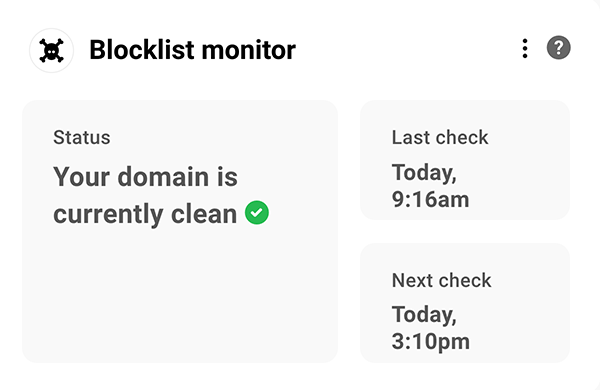 Blocklist monitor
?
Status
Your domain is
currently clean
Last check
Today,
9:16am
Next check
Today,
3:10pm